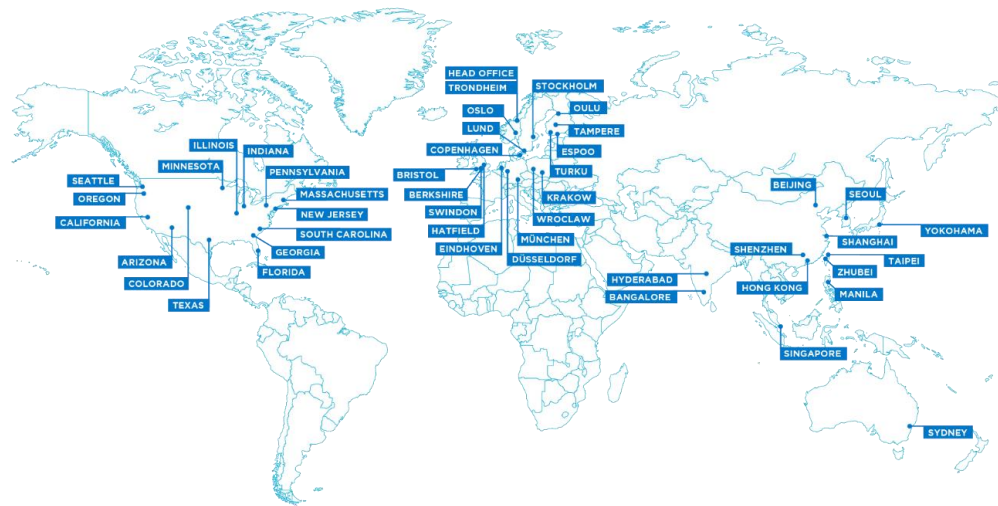 HEAD OFFICE
TRONDHEIM
STOCKHOLM
OSLO
OULU
LUND
TAMPERE
COPENHAGEN
ESPOO
TURKU
BRISTOL
BERKSHIRE
KRAKOW
SWINDON
WROCLAW
HATFIELD
MÜNCHEN
EINDHOVEN
DÜSSELDORF
ILLINOIS
INDIANA
MINNESOTA
PENNSYLVANIA
SEATTLE
MASSACHUSETTS
OREGON
NEW JERSEY
CALIFORNIA
SOUTH CAROLINA
ARIZONA
GEORGIA
COLORADO
FLORIDA
TEXAS
BEIJING
SEOUL
YOKOHAMA
SHENZHEN
SHANGHAI
TAIPEI
HYDERABAD
ZHUBEI
HONG KONG
BANGALORE
MANILA
SINGAPORE
SYDNEY